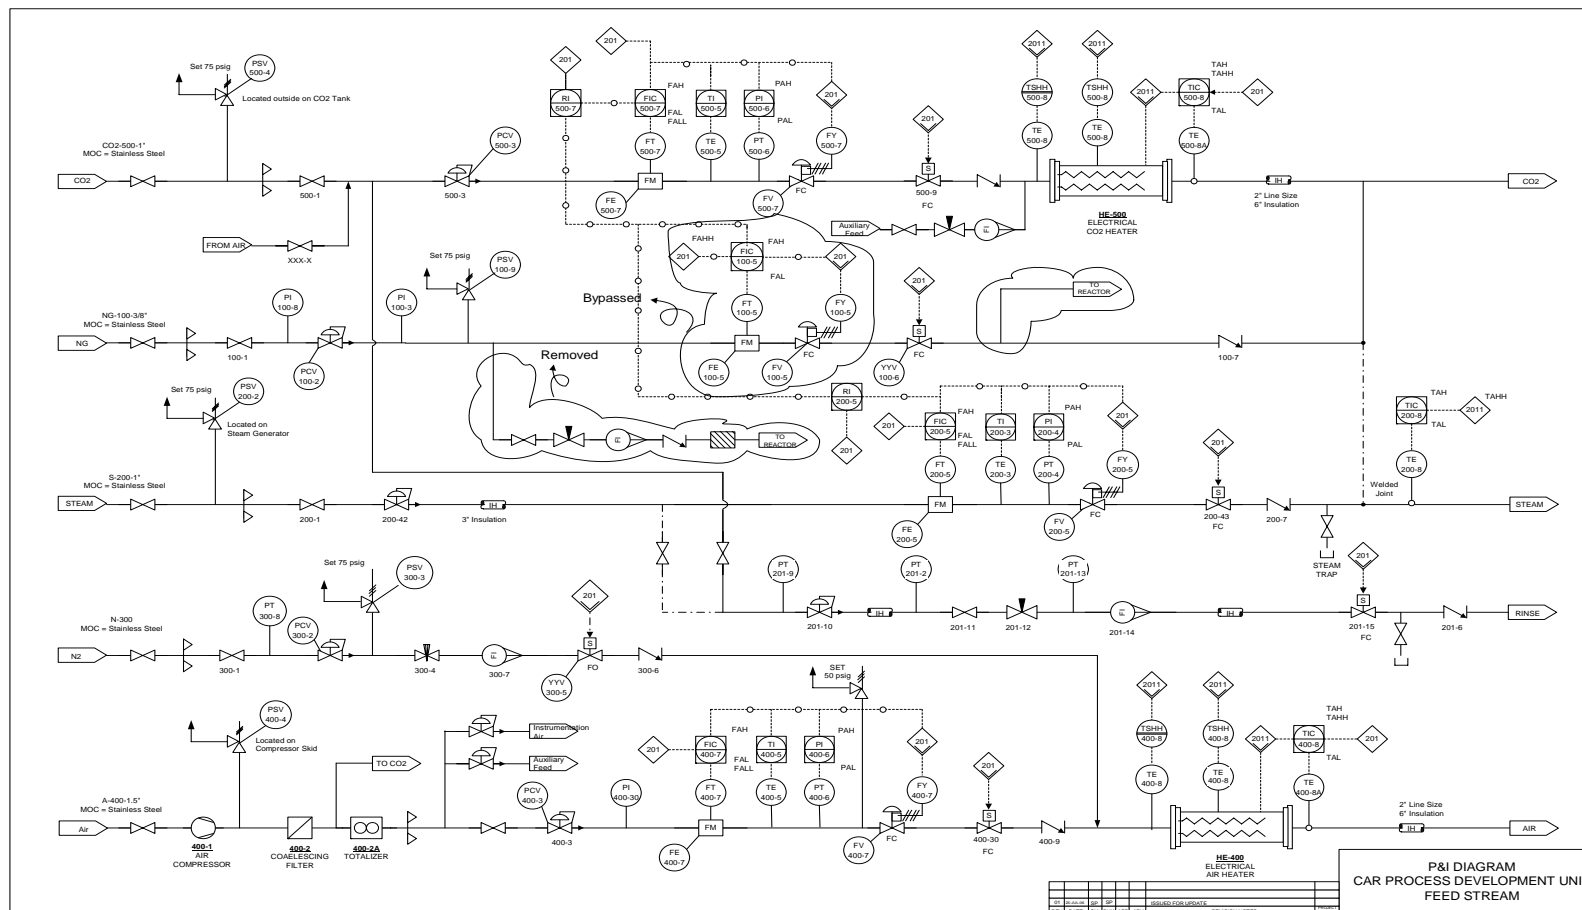 Set 75 psig
PSV
500-4
Located outside on CO2 Tank
CO2-500-1"
MOC = Stainless Steel
CO2
500-1
FROM AIR
XXX-X
PCV
500-3
500-3
201
201
RI
500-7
FIC
500-7
FAH
FAL
FALL
TI
500-5
PI
500-6
PAH
PAL
201
FT
500-7
TE
500-5
PT
500-6
FY
500-7
FM
FE
500-7
FV
500-7
FC
201
S
500-9
FC
2011
2011
TSHH
500-8
TSHH
500-8
2011
TIC
500-8
TAH
TAHH
TAL
201
TE
500-8
TE
500-8
TE
500-8A
HE-500
ELECTRICAL
CO2 HEATER
IH
2" Line Size
6" Insulation
CO2
Auxiliary
Feed
FI
NG-100-3/8"
MOC = Stainless Steel
NG
100-1
PI
100-8
PCV
100-2
PI
100-3
Set 75 psig
PSV
100-9
Bypassed
Removed
FAHH
201
FIC
100-5
FAH
FAL
201
FT
100-5
FY
100-5
FM
FE
100-5
FV
100-5
FC
201
S
YYV
100-6
FC
TO
REACTOR
100-7
FI
TO
REACTOR
Set 75 psig
PSV
200-2
Located on
Steam Generator
S-200-1"
MOC = Stainless Steel
STEAM
200-1
200-42
IH
3" Insulation
RI
200-5
201
201
FIC
200-5
FAH
FAL
FALL
TI
200-3
PI
200-4
PAH
PAL
201
FT
200-5
TE
200-3
PT
200-4
FY
200-5
FM
FE
200-5
FV
200-5
FC
201
S
200-43
FC
200-7
TIC
200-8
TAH
TAL
2011
TAHH
TE
200-8
Welded
Joint
STEAM
STEAM
TRAP
PT
201-9
201-10
IH
PT
201-2
201-11
201-12
PT
201-13
FI
201-14
IH
201
S
201-15
FC
201-6
RINSE
N-300
MOC = Stainless Steel
N2
300-1
PT
300-8
PCV
300-2
Set 75 psig
PSV
300-3
300-4
FI
300-7
201
S
YYV
300-5
FO
300-6
PSV
400-4
Located on
Compressor Skid
A-400-1.5"
MOC = Stainless Steel
Air
400-1
AIR
COMPRESSOR
400-2
COAELESCING
FILTER
400-2A
TOTALIZER
TO CO2
Instrumentation
Air
Auxiliary
Feed
PCV
400-3
400-3
PI
400-30
201
FIC
400-7
FAH
FAL
FALL
TI
400-5
PI
400-6
PAH
PAL
SET
50 psig
201
FT
400-7
TE
400-5
PT
400-6
FY
400-7
FM
FE
400-7
FV
400-7
FC
201
S
400-30
FC
400-9
2011
2011
TSHH
400-8
TSHH
400-8
2011
TIC
400-8
TAH
TAHH
TAL
201
TE
400-8
TE
400-8
TE
400-8A
HE-400
ELECTRICAL
AIR HEATER
2" Line Size
6" Insulation
IH
AIR
P&I DIAGRAM
CAR PROCESS DEVELOPMENT UNI
FEED STREAM
SP SP ISSUED FOR UPDATE